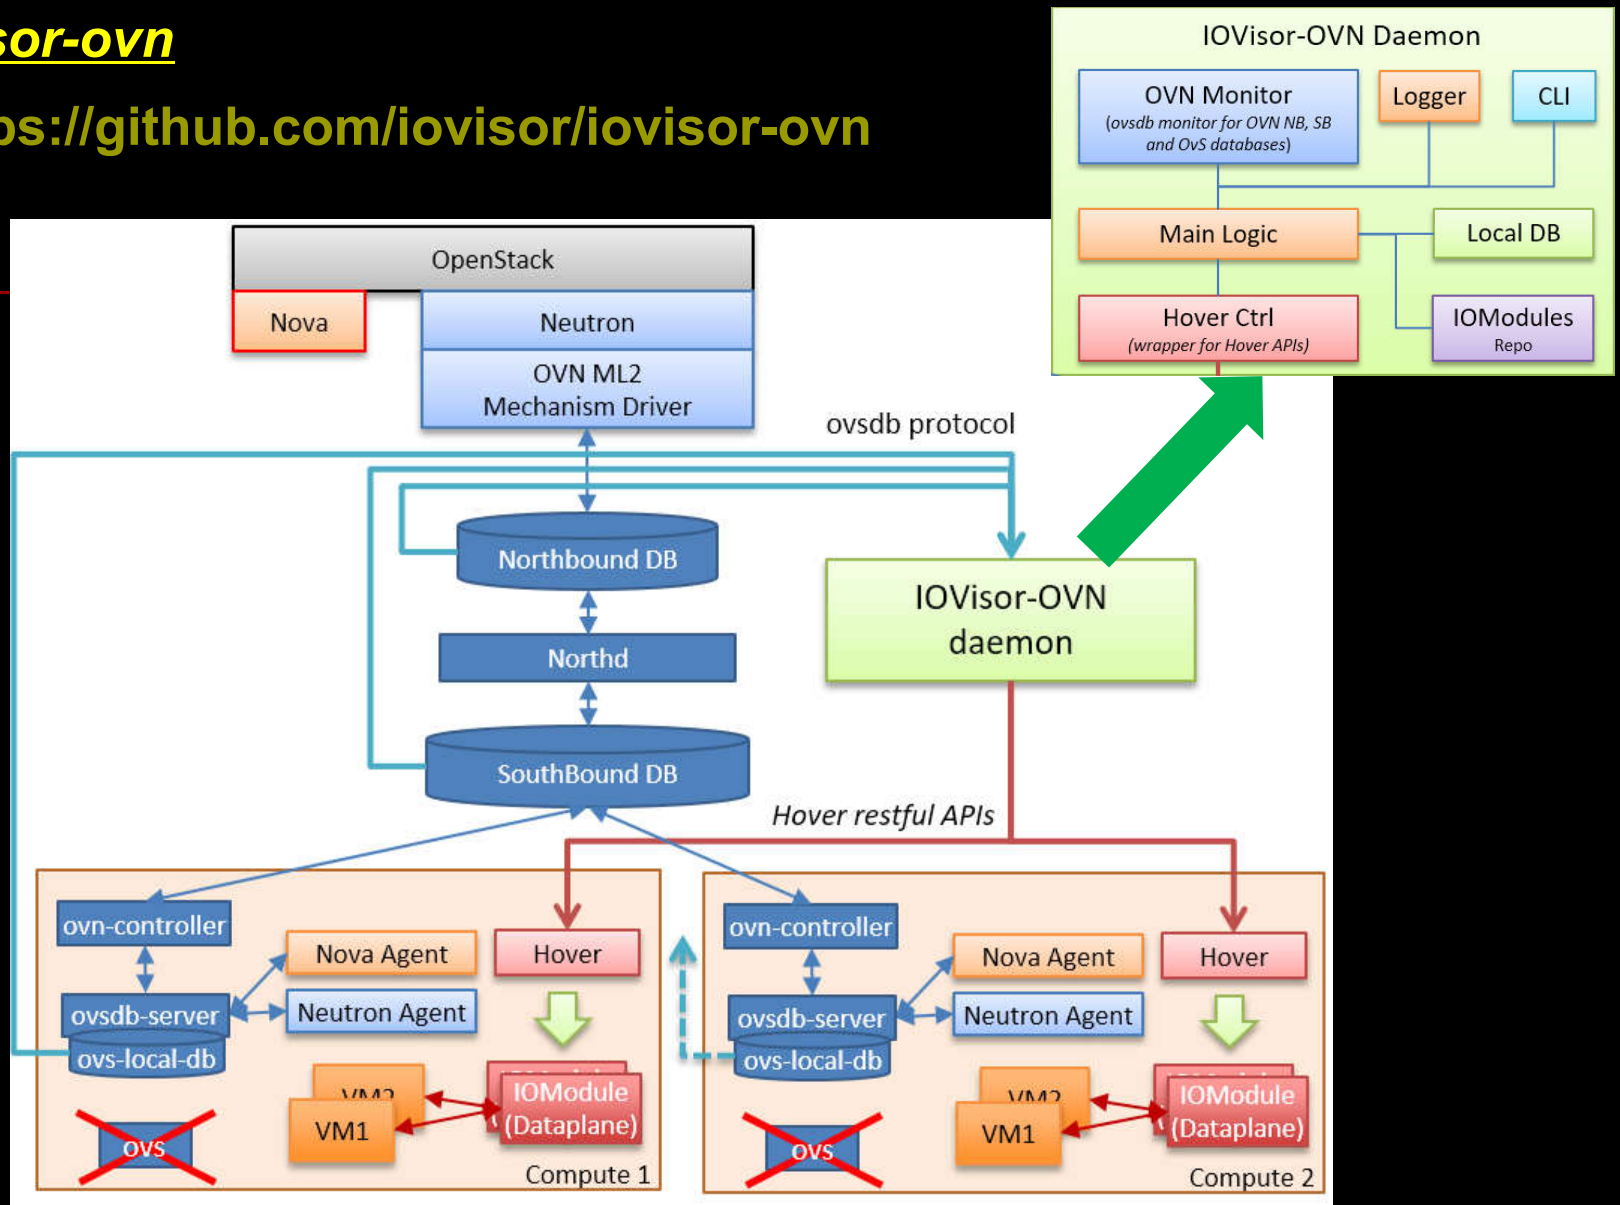 sor-ovn
ps://github.com/iovisor/iovisor-ovn
IOVisor-OVN Daemon
OVN Monitor
(ovsdb monitor for OVN NB, SB
and OvS databases)
Logger
CLI
Main Logic
Local DB
Hover Ctrl
(wrapper for Hover APIs)
IOModules
Repo
OpenStack
Nova
Neutron
OVN ML2
Mechanism Driver
ovsdb protocol
Northbound DB
IOVisor-OVN
daemon
Northd
SouthBound DB
Hover restful APIs
ovn-controller
Nova Agent
Hover
ovsdb-server
Neutron Agent
ovs-local-db
VM2
VM1
IOModule
(Dataplane)
ovs
Compute 1
ovn-controller
Nova Agent
Hover
ovsdb-server
Neutron Agent
ovs-local-db
VM2
VM1
IOModule
(Dataplane)
ovs
Compute 2